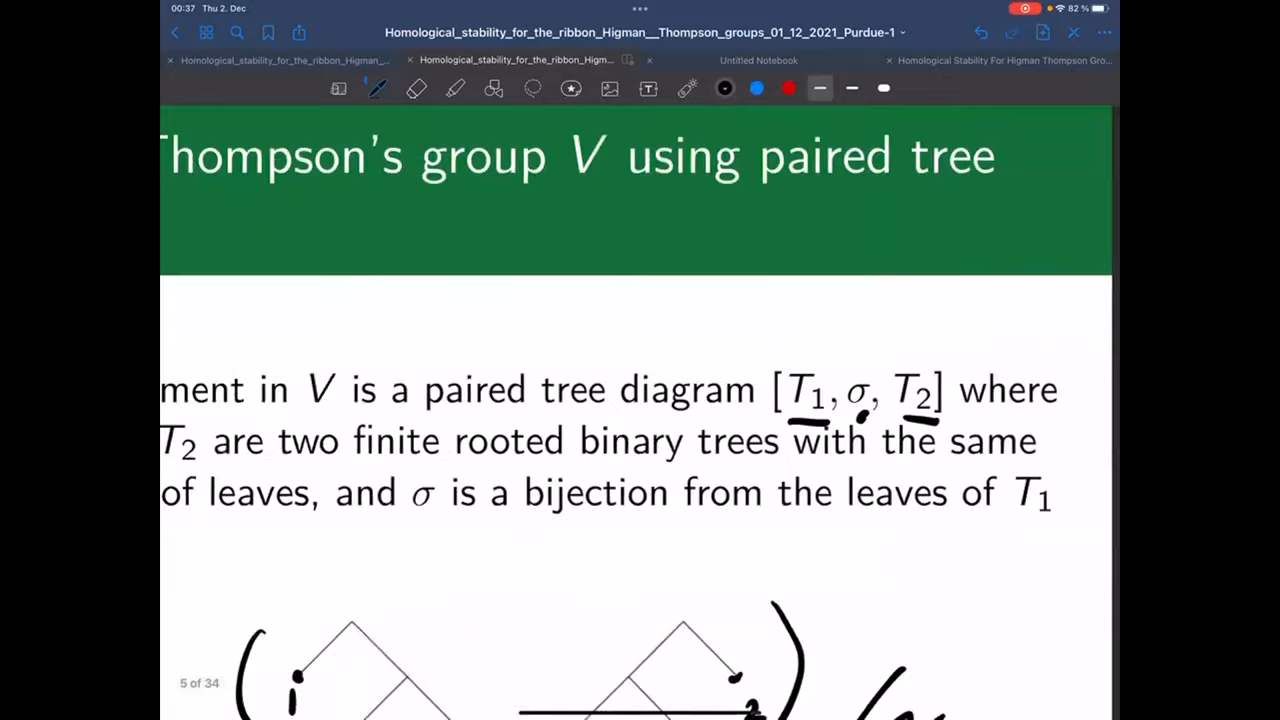 00:37 Thu 2. Dec
82 %
Homological_stability_for_the_ribbon_Higman__Thompson_groups_01_12_2021_Purdue-1
Homological_stability_for_the_ribbon_Higman_... Homological_stability_for_the_ribbon_Higm... Untitled Notebook Homological Stability For Higman Thompson Gro...
Thompson's group V using paired tree
ment in V is a paired tree diagram [T₁, σ, T₂] where
T₂ are two finite rooted binary trees with the same
of leaves, and σ is a bijection from the leaves of T₁
5 of 34